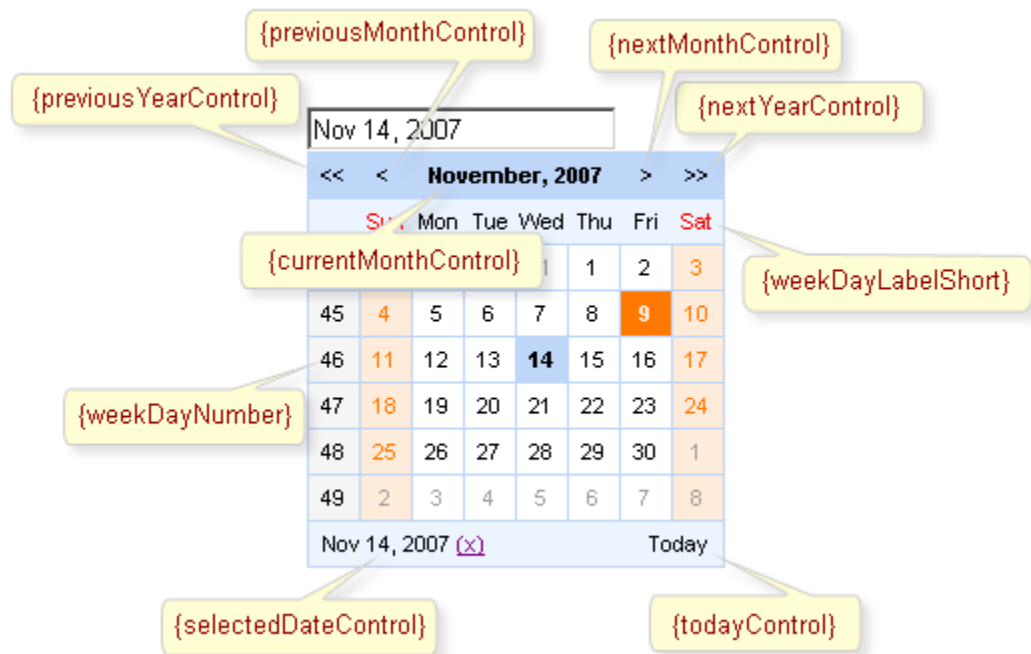 {previousMonthControl}
{nextMonthControl}
{previousYearControl}
{nextYearControl}
Nov 14, 2007
<< < November, 2007 > >>
Mon Tue Wed Thu Fri Sat
{currentMonthControl}
1 2 3
{weekDayLabelShort}
45 4 5 6 7 8 9 10
46 11 12 13 14 15 16 17
{weekDayNumber}
47 18 19 20 21 22 23 24
48 25 26 27 28 29 30 1
49 2 3 4 5 6 7 8
Nov 14, 2007 (x) Today
{selectedDateControl}
{todayControl}